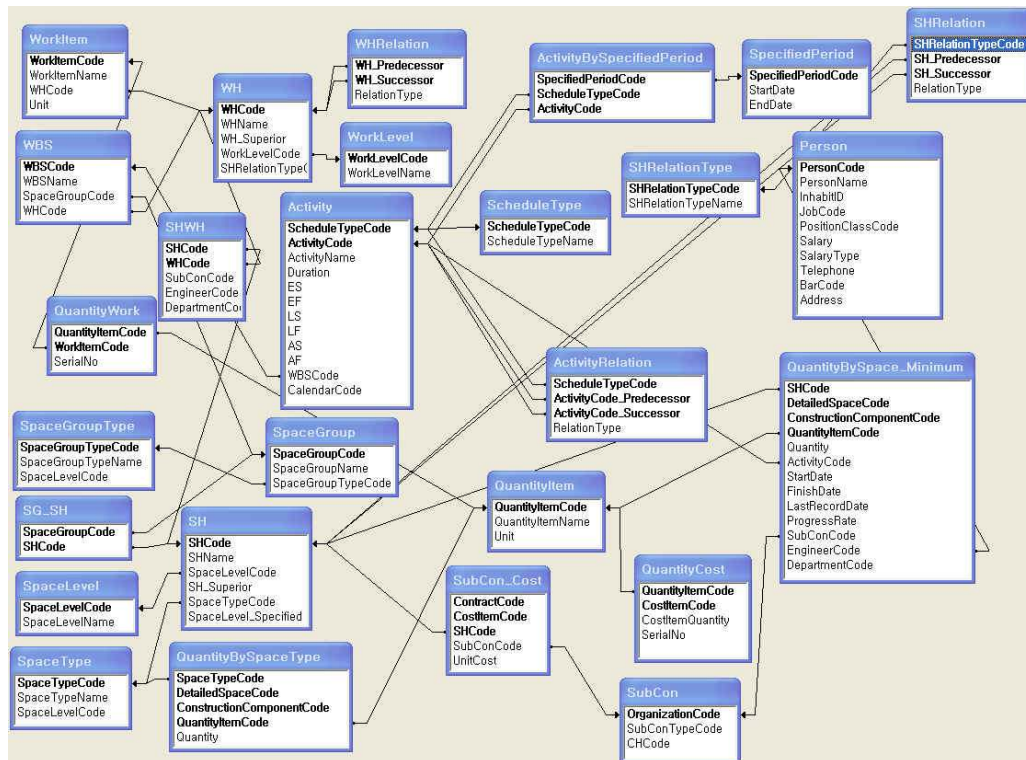 WorkItem
WorkItemCode
WorkItemName
WHCode
Unit
WBS
WBSCode
WBSName
SpaceGroupCode
WHCode
WH
WHCode
WHName
WH_Superior
WorkLevelCode
SHRelationTypeC
WHRelation
WH_Predecessor
WH_Successor
RelationType
WorkLevel
WorkLevelCode
WorkLevelName
ActivityBySpecifiedPeriod
SpecifiedPeriodCode
ScheduleTypeCode
ActivityCode
SpecifiedPeriod
SpecifiedPeriodCode
StartDate
EndDate
SHRelation
SHRelationTypeCode
SH_Predecessor
SH_Successor
RelationType
SHWH
SHCode
WHCode
SubConCode
EngineerCode
DepartmentCo
Activity
ScheduleTypeCode
ActivityCode
ActivityName
Duration
ES
EF
LS
LF
AS
AF
WBSCode
CalendarCode
ScheduleType
ScheduleTypeCode
ScheduleTypeName
SHRelationType
SHRelationTypeCode
SHRelationTypeName
Person
PersonCode
PersonName
InhabitID
JobCode
PositionClassCode
Salary
SalaryType
Telephone
BarCode
Address
QuantityWork
QuantityItemCode
WorkItemCode
SerialNo
ActivityRelation
ScheduleTypeCode
ActivityCode_Predecessor
ActivityCode_Successor
RelationType
QuantityBySpace_Minimum
SHCode
DetailedSpaceCode
ConstructionComponentCode
QuantityItemCode
Quantity
ActivityCode
StartDate
FinishDate
LastRecordDate
ProgressRate
SubConCode
EngineerCode
DepartmentCode
SpaceGroupType
SpaceGroupTypeCode
SpaceGroupTypeName
SpaceLevelCode
SpaceGroup
SpaceGroupCode
SpaceGroupName
SpaceGroupTypeCode
QuantityItem
QuantityItemCode
QuantityItemName
Unit
SG_SH
SpaceGroupCode
SHCode
SH
SHCode
SHName
SpaceLevelCode
SH_Superior
SpaceTypeCode
SpaceLevel_Specified
SpaceLevel
SpaceLevelCode
SpaceLevelName
SubCon_Cost
ContractCode
CostItemCode
SHCode
SubConCode
UnitCost
QuantityCost
QuantityItemCode
CostItemCode
CostItemQuantity
SerialNo
SpaceType
SpaceTypeCode
SpaceTypeName
SpaceLevelCode
QuantityBySpaceType
SpaceTypeCode
DetailedSpaceCode
ConstructionComponentCode
QuantityItemCode
Quantity
SubCon
OrganizationCode
SubConTypeCode
CHCode